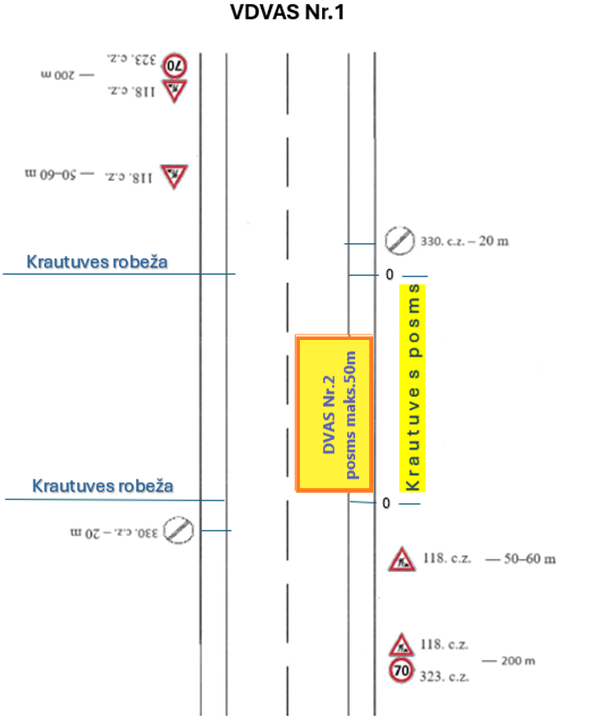 VDVAS Nr.1
70
323. c.z.
— 200 m
118. c.z.
118. c.z. — 50–60 m
330. c.z. – 20 m
Krautuves robeža
0
Krautuves posms
DVAS Nr.2
posms maks.50m
Krautuves robeža
0
330. c.z. – 20 m
118. c.z. — 50–60 m
118. c.z.
— 200 m
70
323. c.z.